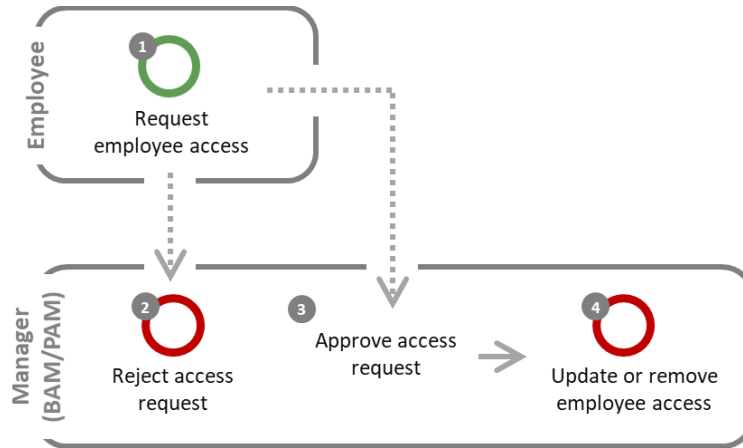 Employee
1
Request
employee access
Manager
(BAM/PAM)
2
Reject access
request
3
Approve access
request
4
Update or remove
employee access